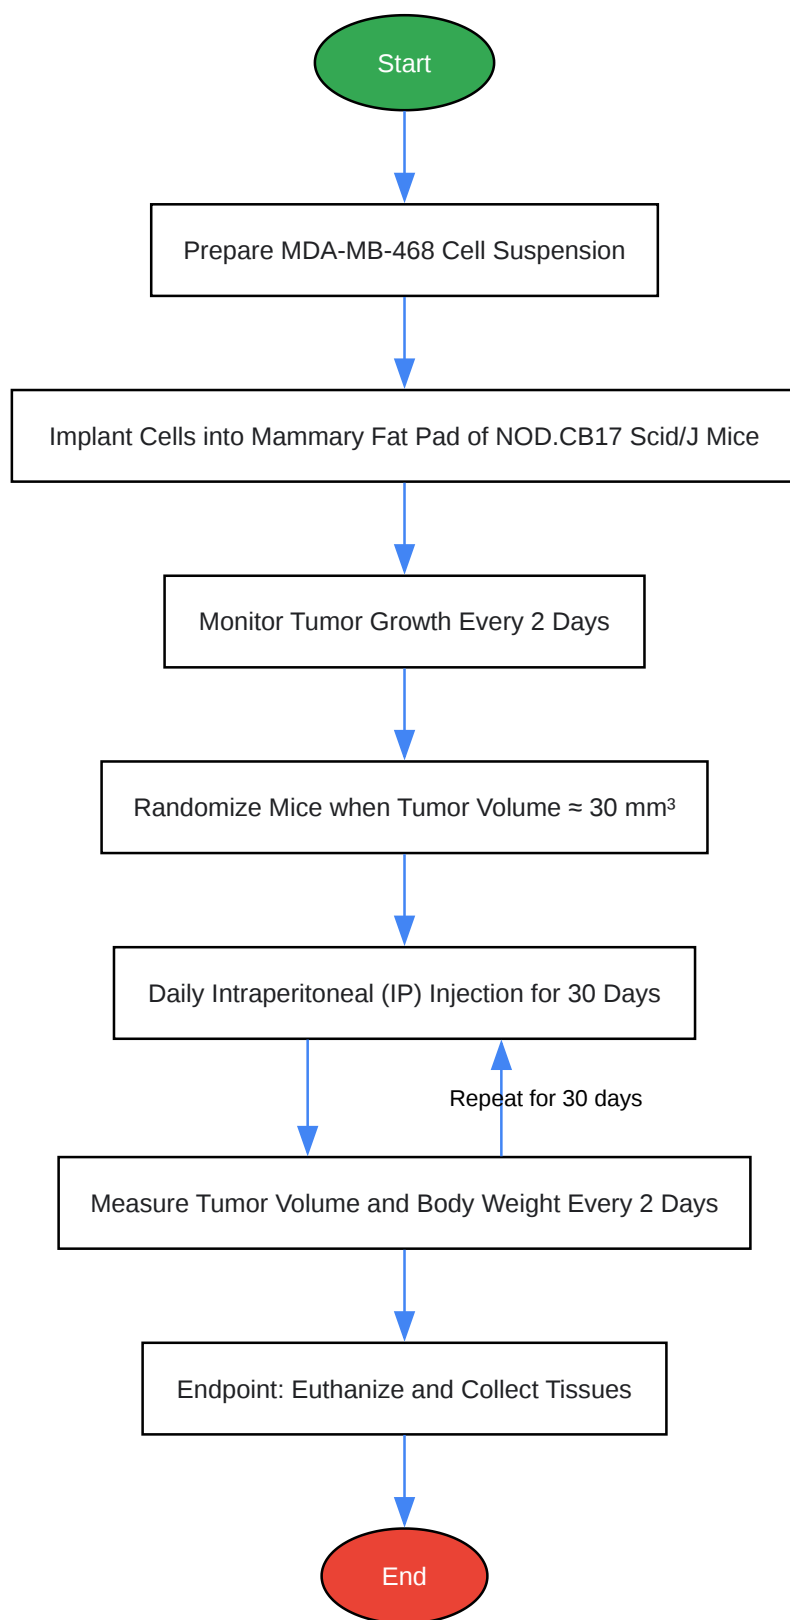 Start
Prepare MDA-MB-468 Cell Suspension
Implant Cells into Mammary Fat Pad of NOD.CB17 Scid/J Mice
Monitor Tumor Growth Every 2 Days
Randomize Mice when Tumor Volume ≈ 30 mm³
Daily Intraperitoneal (IP) Injection for 30 Days
Repeat for 30 days
Measure Tumor Volume and Body Weight Every 2 Days
Endpoint: Euthanize and Collect Tissues
End